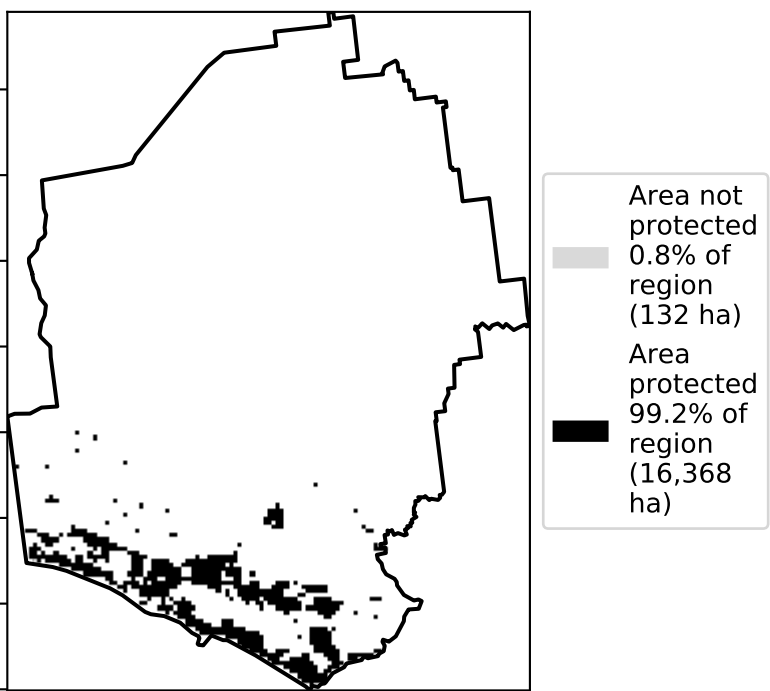 Area not
protected
0.8% of
region
(132 ha)
Area
protected
99.2% of
region
(16,368
ha)